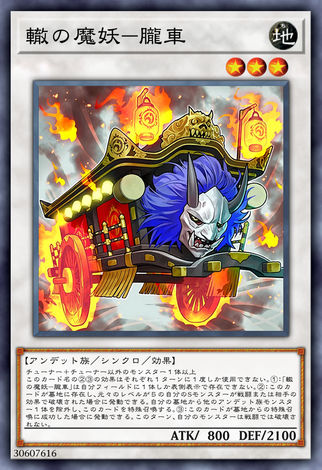 轍の魔妖－朧車
地
ち
【アンデット族／シンクロ／効果】
チューナー＋チューナー以外のモンスター１体以上
このカード名の②③の効果はそれぞれ１ターンに１度しか使用できない。①：「轍
の魔妖-朧車」は自分フィールドに１体しか表側表示で存在できない。②：このカー
ドが墓地に存在し、元々のレベルが５の自分のSモンスターが戦闘または相手の
効果で破壊された場合に発動できる。自分の墓地から他のアンデット族モンスタ
ー１体を除外し、このカードを特殊召喚する。③：このカードが墓地からの特殊召
喚に成功した場合に発動できる。このターン、自分のモンスターは戦闘では破壊さ
れない。
ATK/ 800 DEF/2100
30607616